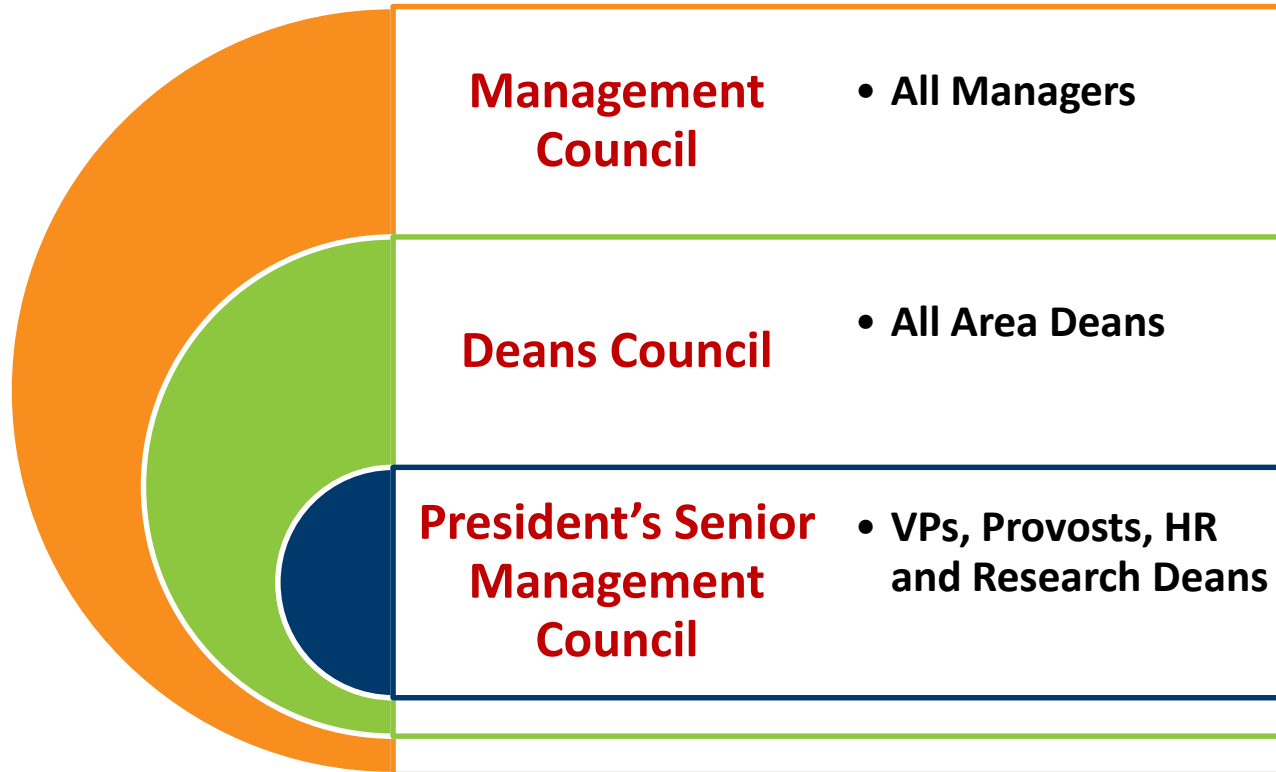 Management
Council
• All Managers
Deans Council
• All Area Deans
President’s Senior
Management
Council
• VPs, Provosts, HR
and Research Deans